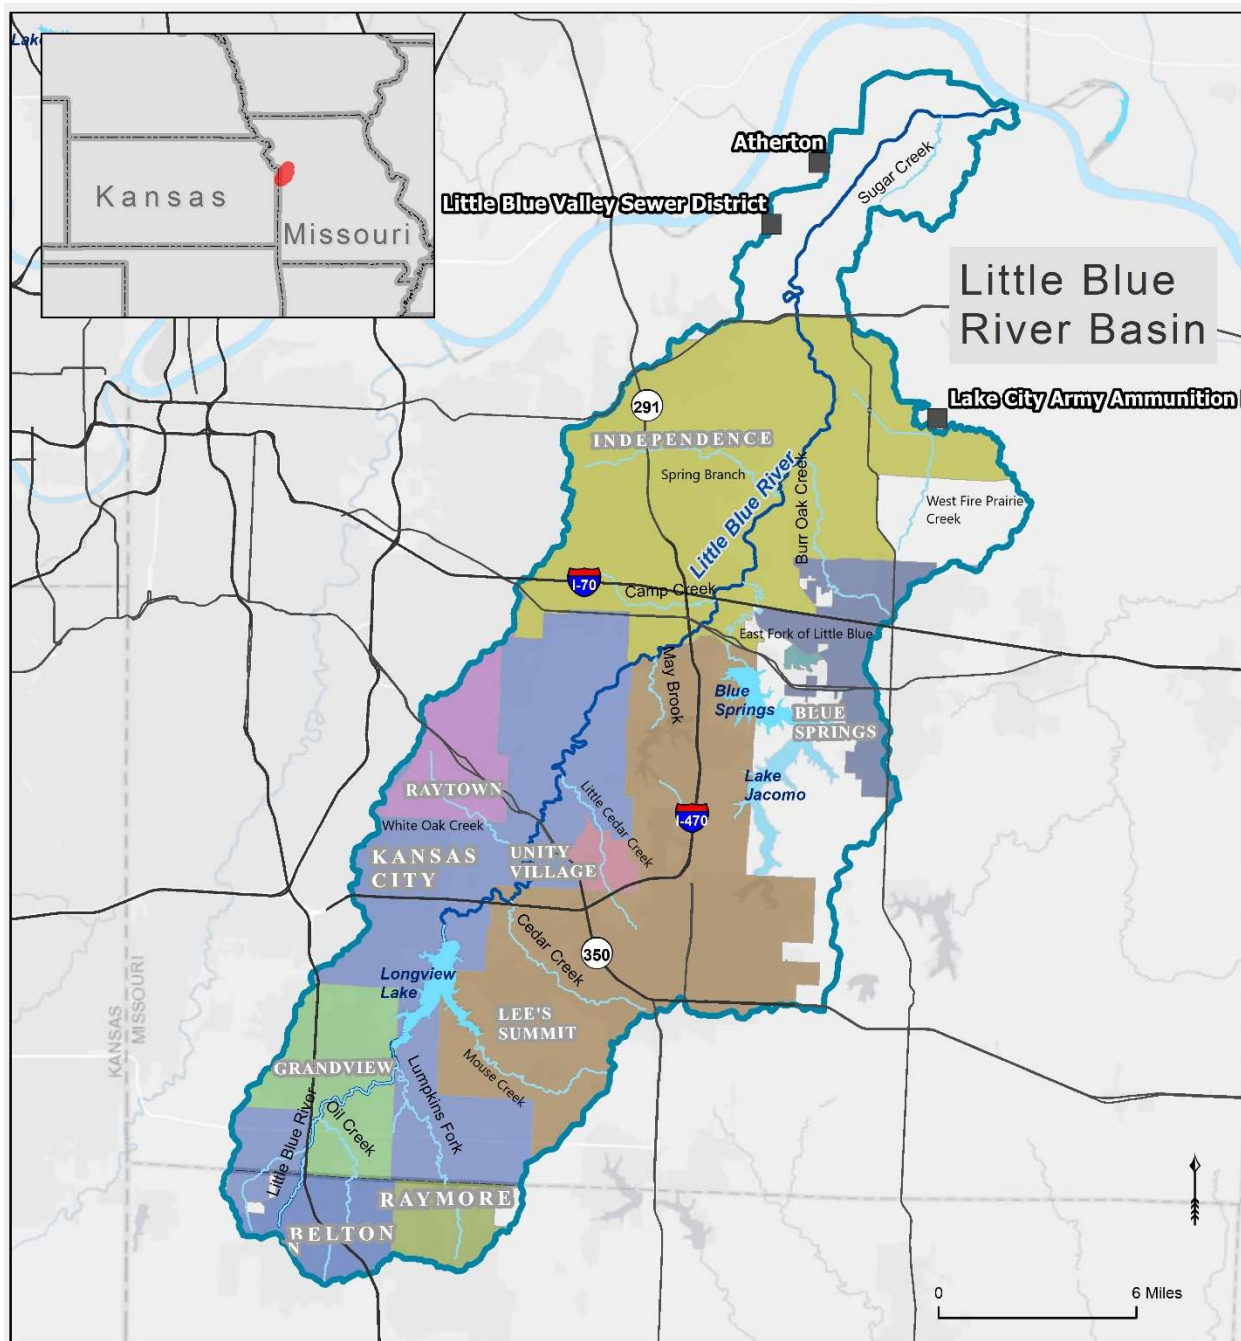 Lake
Kansas
Missouri
Atherton
Little Blue Valley Sewer District
Sugar Creek
Little Blue
River Basin
Lake City Army Ammunition
291
INDEPENDENCE
Spring Branch
Little Blue River
Burr Oak Creek
West Fire Prairie
Creek
I-70
Camp Creek
East Fork of Little Blue
May Brook
Blue
Springs
BLUE
SPRINGS
Lake
Jacomo
RAYTOWN
Little Cedar Creek
I-470
White Oak Creek
KANSAS
CITY
UNITY
VILLAGE
Cedar Creek
350
Longview
Lake
LEE'S
SUMMIT
KANSAS
MISSOURI
GRANDVIEW
Mouse Creek
Lumpkins Fork
Oil Creek
Little Blue River
RAYMORE
BELTON
N
0 6 Miles